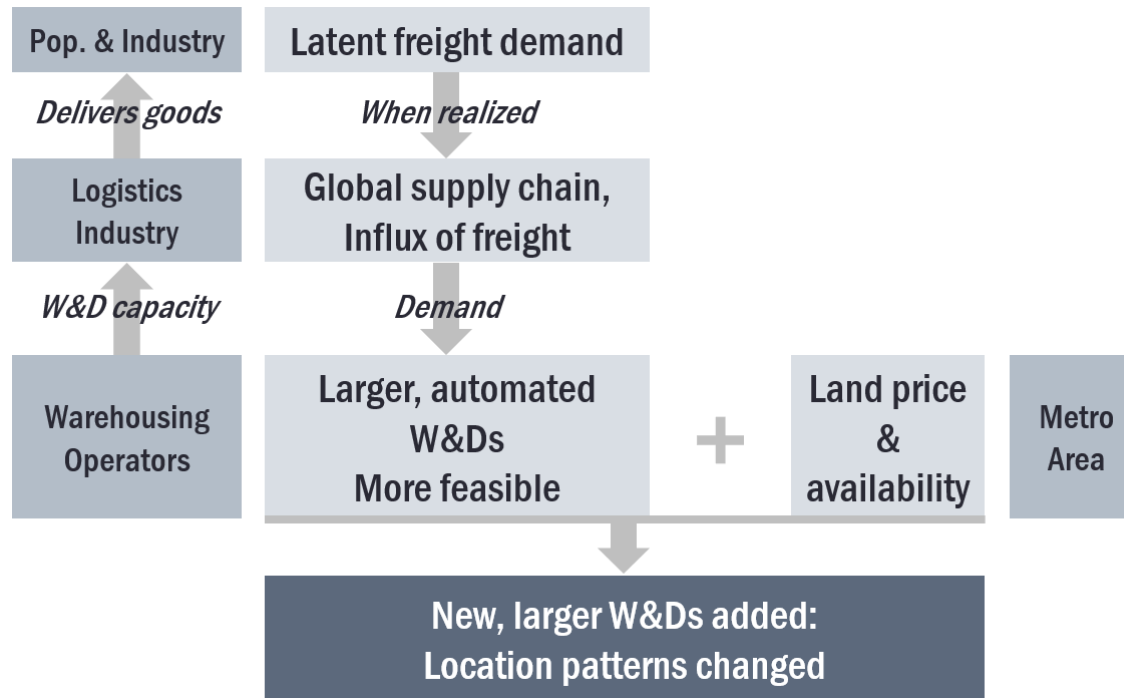 Pop. & Industry
Latent freight demand
Delivers goods
When realized
Logistics
Industry
Global supply chain,
Influx of freight
W&D capacity
Demand
Warehousing
Operators
Larger, automated
W&Ds
More feasible
+
Land price
&
availability
Metro
Area
New, larger W&Ds added:
Location patterns changed